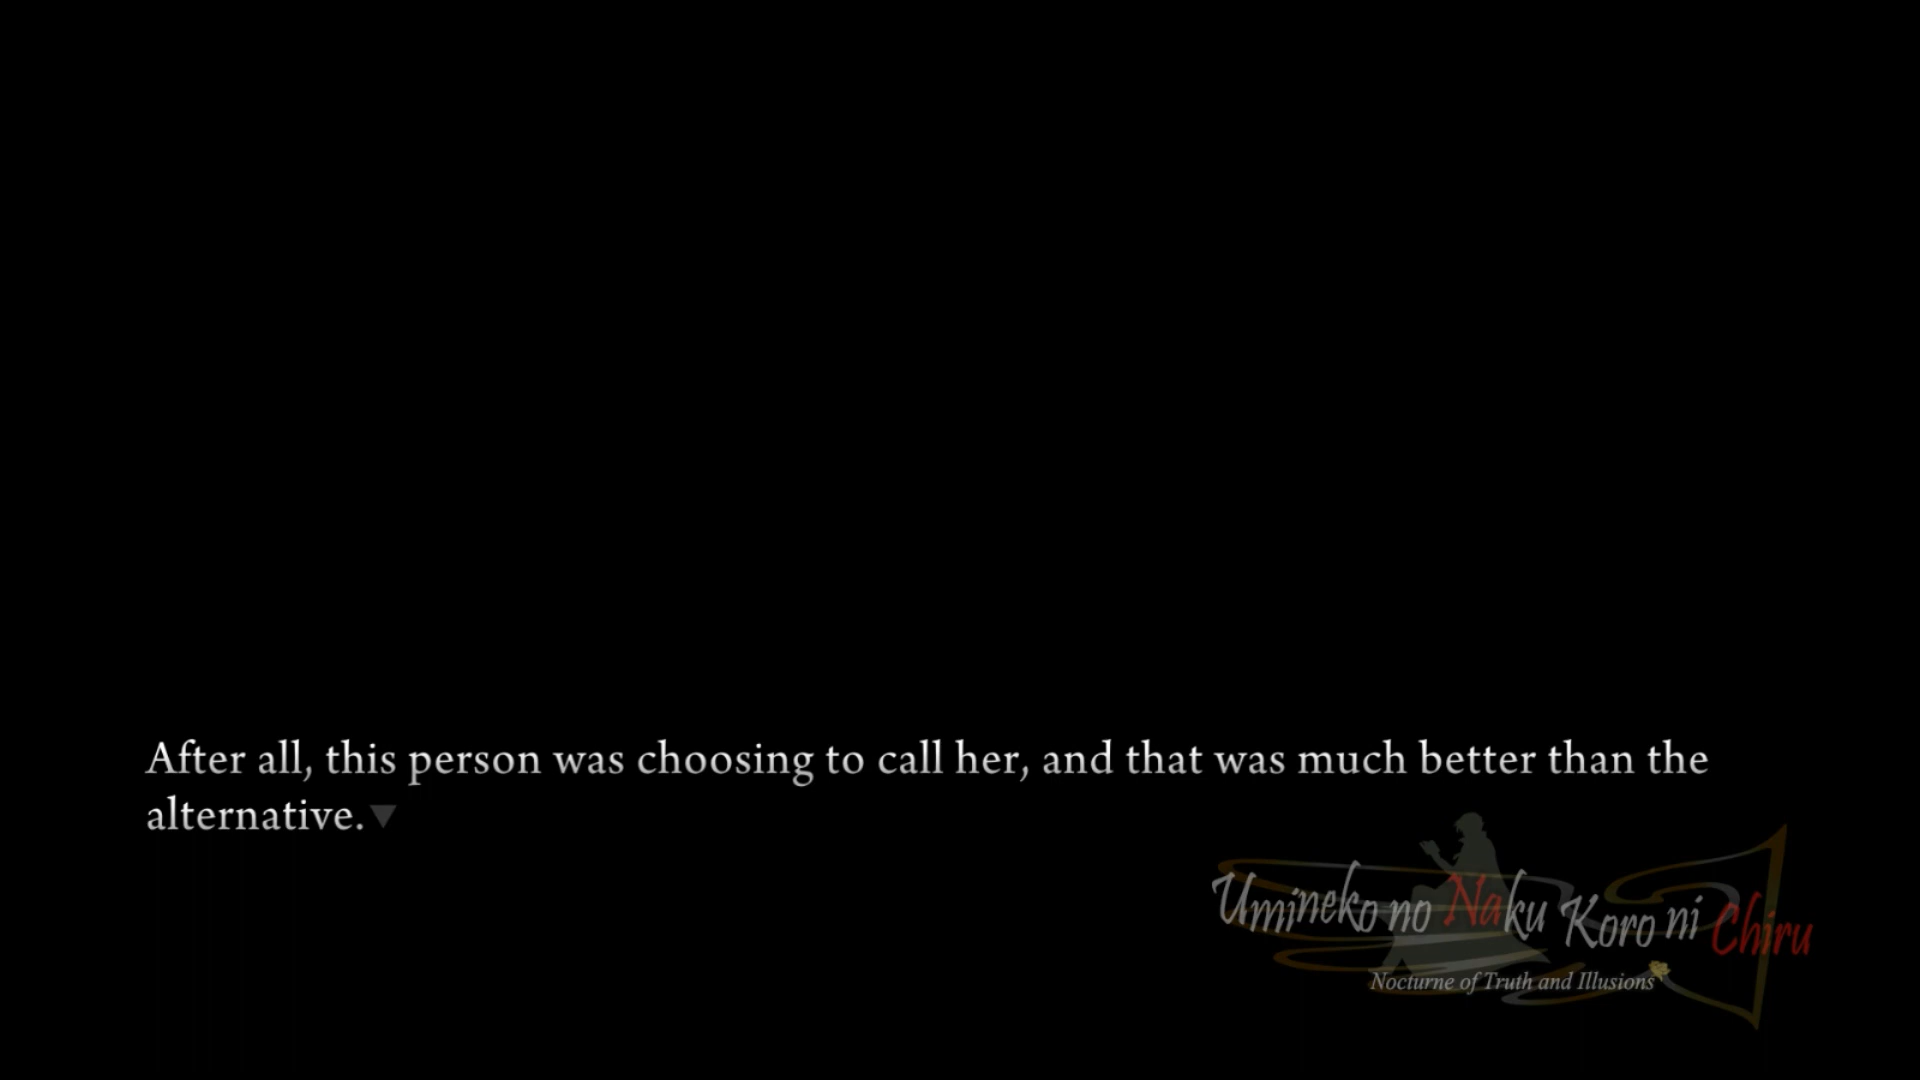 After all, this person was choosing to call her, and that was much better than the
alternative.
Umineko no Naku Koro ni Chiru
Nocturne of Truth and Illusions